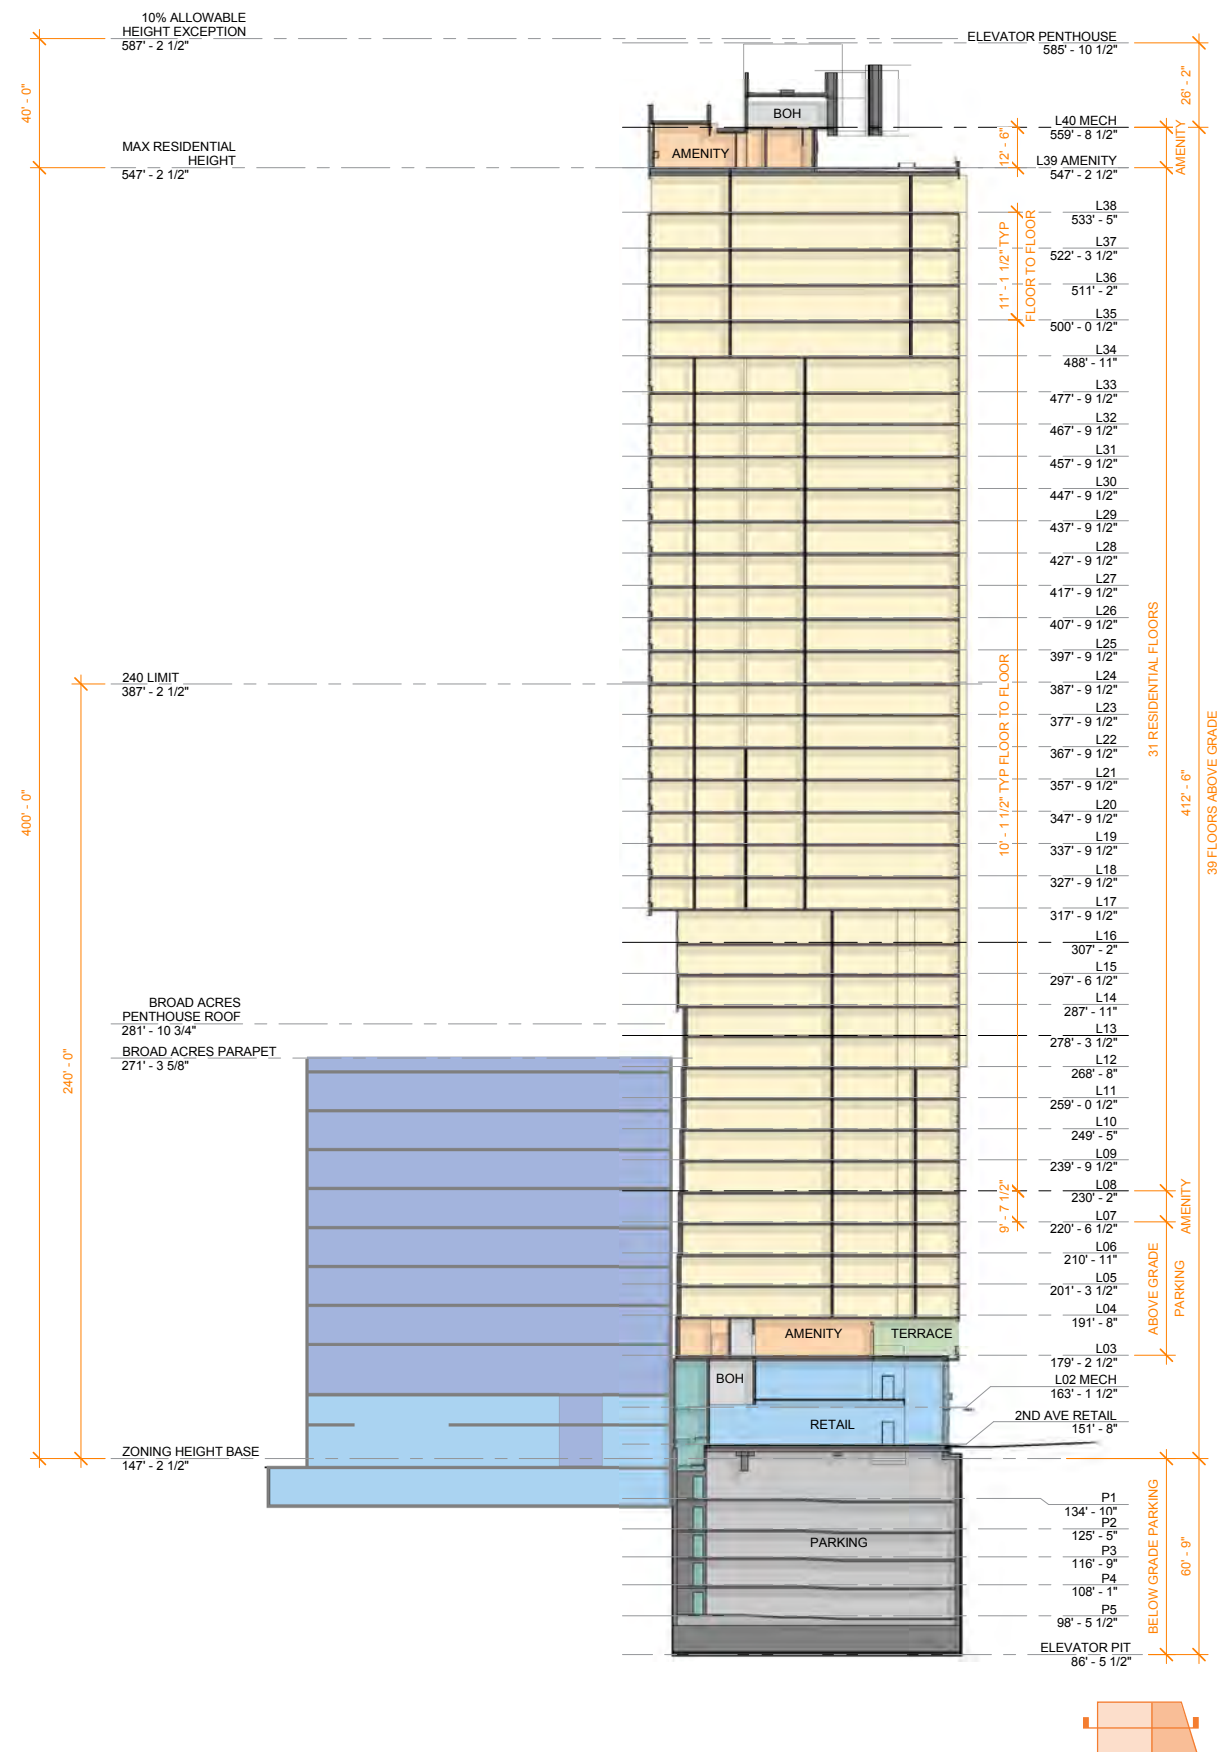 10% ALLOWABLE
HEIGHT EXCEPTION
587' - 2 1/2"
ELEVATOR PENTHOUSE
585' - 10 1/2"
40' - 0"
26' - 2"
BOH
L40 MECH
559' - 8 1/2"
MAX RESIDENTIAL
HEIGHT
547' - 2 1/2"
AMENITY
12' - 6"
AMENITY
L39 AMENITY
547' - 2 1/2"
L38
533' - 5"
L37
522' - 3 1/2"
11' - 1 1/2" TYP
FLOOR TO FLOOR
L36
511' - 2"
L35
500' - 0 1/2"
L34
488' - 11"
L33
477' - 9 1/2"
L32
467' - 9 1/2"
L31
457' - 9 1/2"
L30
447' - 9 1/2"
L29
437' - 9 1/2"
L28
427' - 9 1/2"
L27
417' - 9 1/2"
L26
407' - 9 1/2"
L25
397' - 9 1/2"
240 LIMIT
387' - 2 1/2"
L24
387' - 9 1/2"
L23
377' - 9 1/2"
L22
367' - 9 1/2"
L21
357' - 9 1/2"
L20
347' - 9 1/2"
L19
337' - 9 1/2"
L18
327' - 9 1/2"
L17
317' - 9 1/2"
10' - 1 1/2" TYP FLOOR TO FLOOR
31 RESIDENTIAL FLOORS
412' - 6"
39 FLOORS ABOVE GRADE
400' - 0"
L16
307' - 2"
L15
297' - 6 1/2"
L14
287' - 11"
BROAD ACRES
PENTHOUSE ROOF
281' - 10 3/4"
L13
278' - 3 1/2"
BROAD ACRES PARAPET
271' - 3 5/8"
L12
268' - 8"
240' - 0"
L11
259' - 0 1/2"
L10
249' - 5"
L09
239' - 9 1/2"
L08
230' - 2"
9' - 7 1/2"
AMENITY
L07
220' - 6 1/2"
L06
210' - 11"
L05
201' - 3 1/2"
ABOVE GRADE
PARKING
L04
191' - 8"
AMENITY
TERRACE
L03
179' - 2 1/2"
BOH
L02 MECH
163' - 1 1/2"
RETAIL
2ND AVE RETAIL
151' - 8"
ZONING HEIGHT BASE
147' - 2 1/2"
P1
134' - 10"
P2
125' - 5"
PARKING
P3
116' - 9"
P4
108' - 1"
P5
98' - 5 1/2"
BELOW GRADE PARKING
60' - 9"
ELEVATOR PIT
86' - 5 1/2"